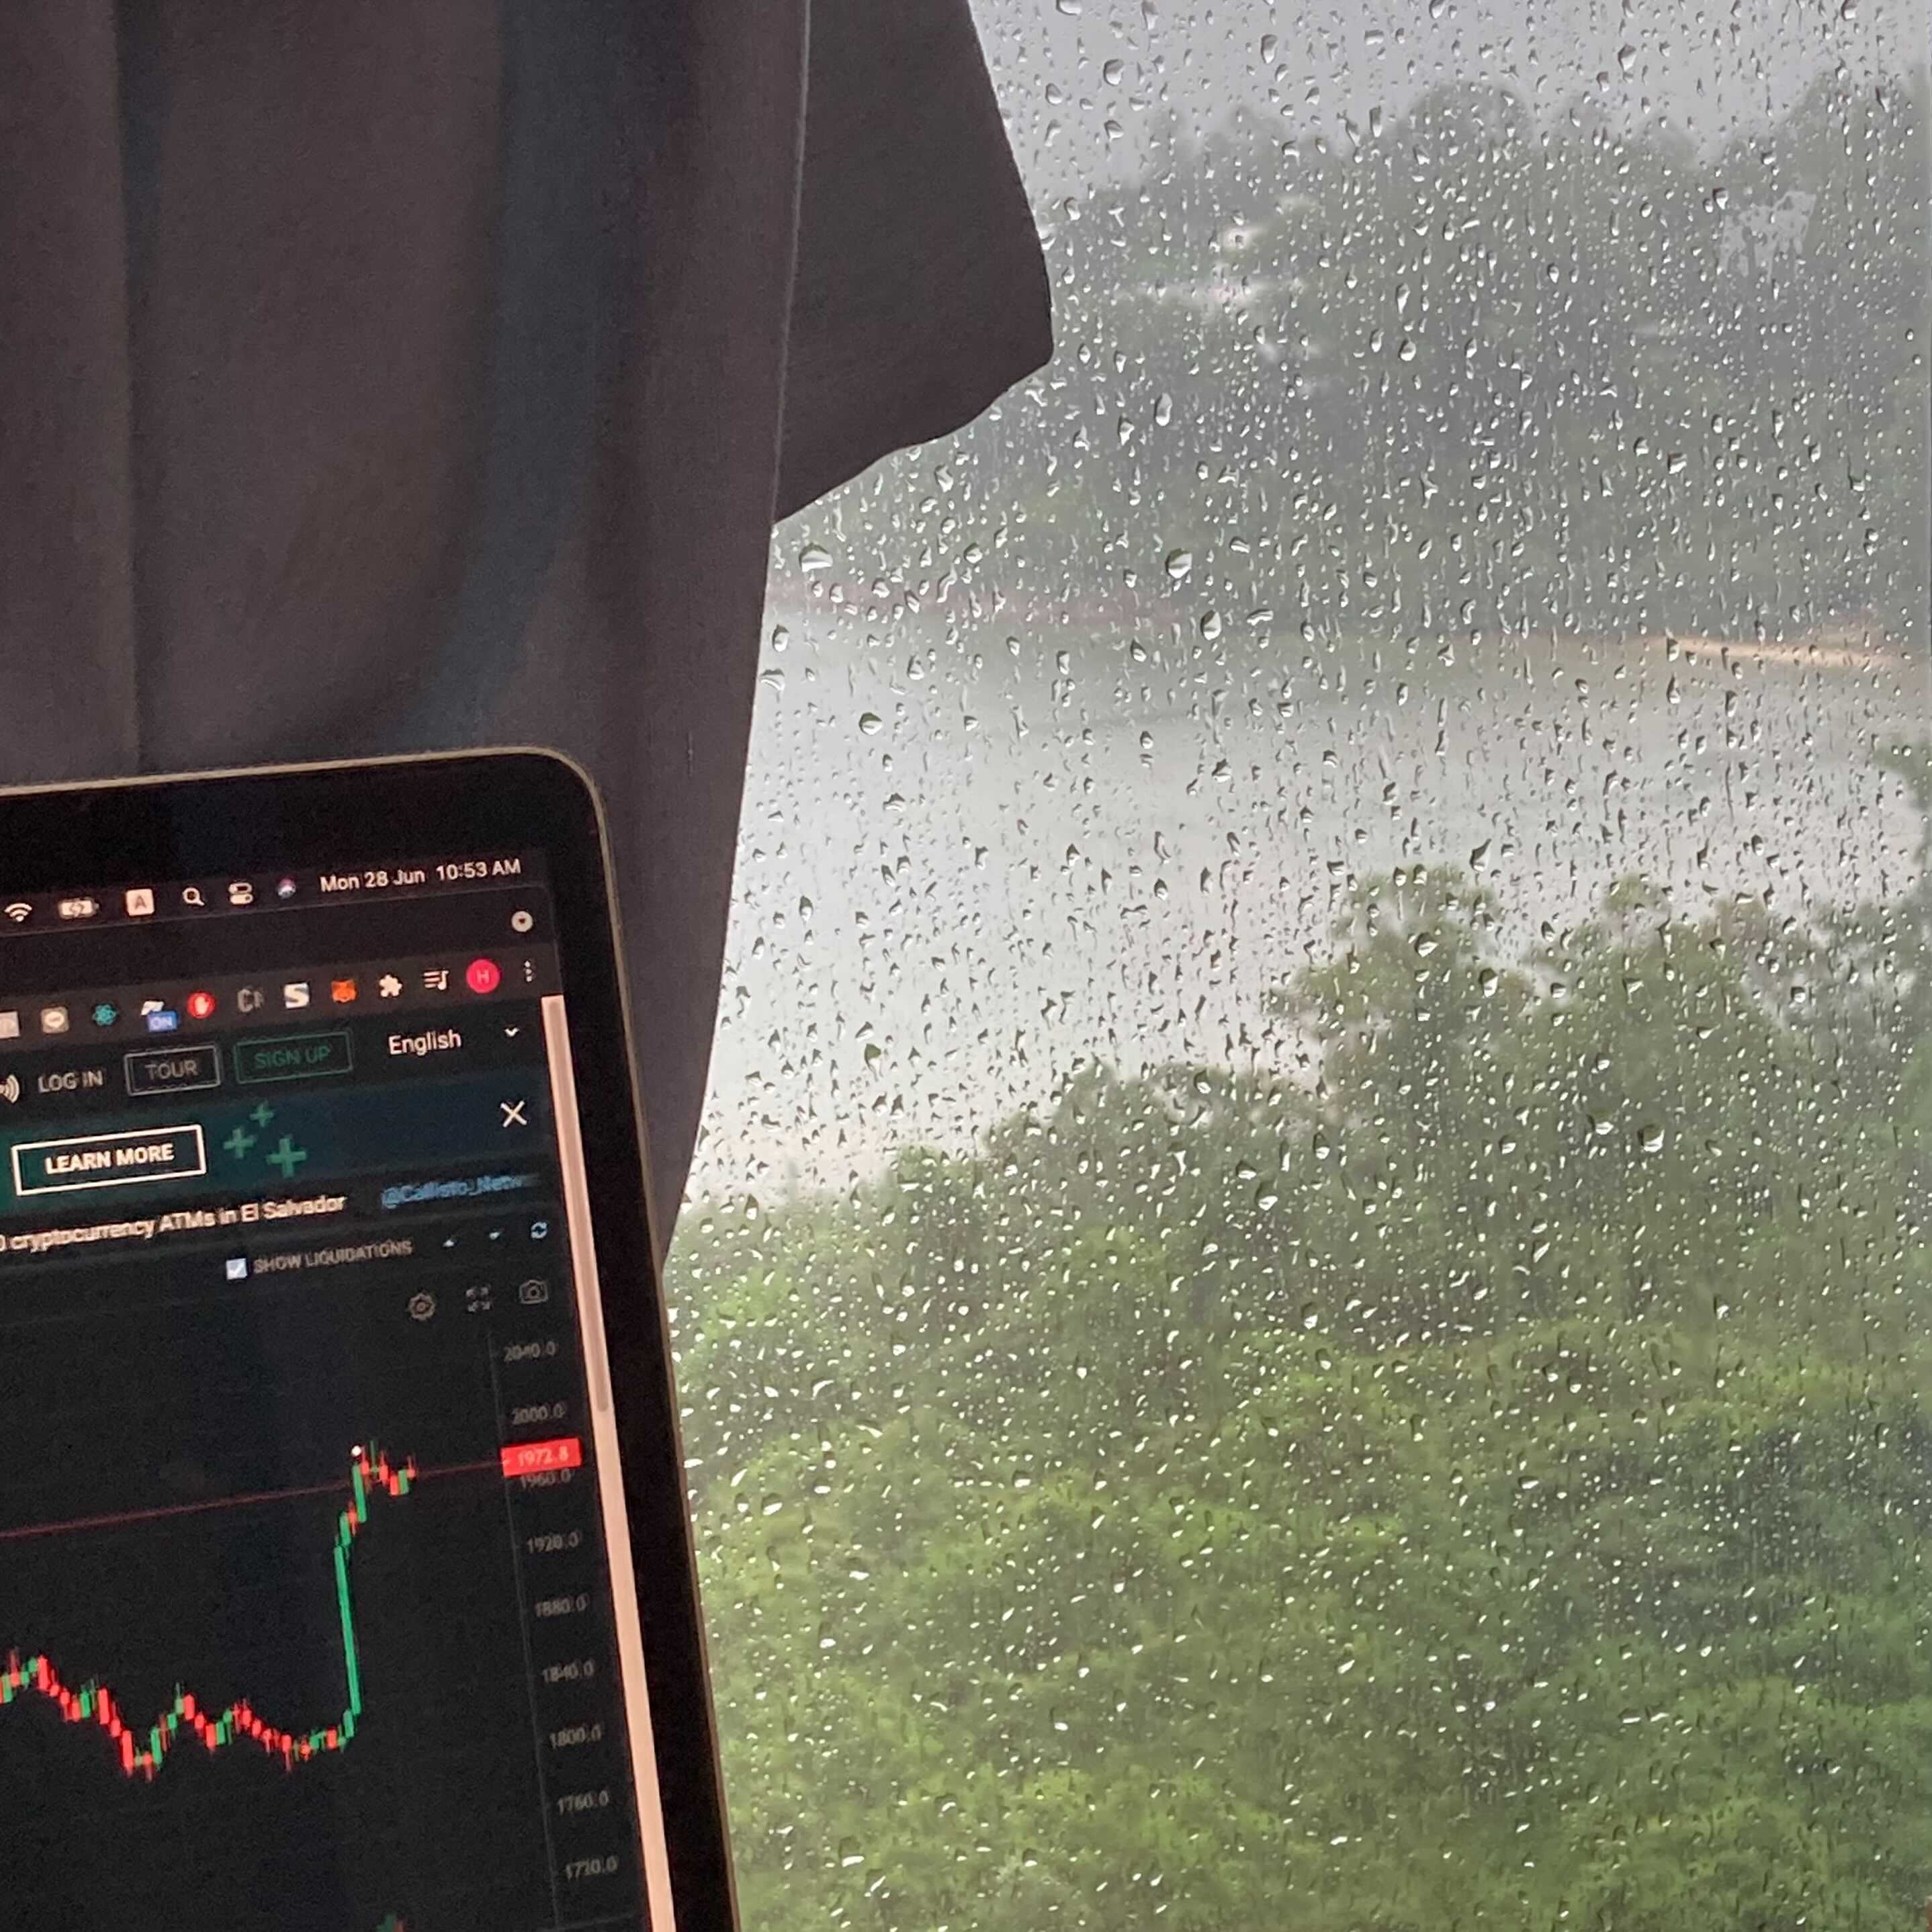 Mon 28 Jun 10:53 AM
A
ON
S
H
LOG IN TOUR SIGN UP English
LEARN MORE
cryptocurrency ATMs in El Salvador
SHOW LIQUIDATIONS
2040.0
2000.0
1972.8
1960.0
1920.0
1880.0
1840.0
1800.0
1760.0
1720.0